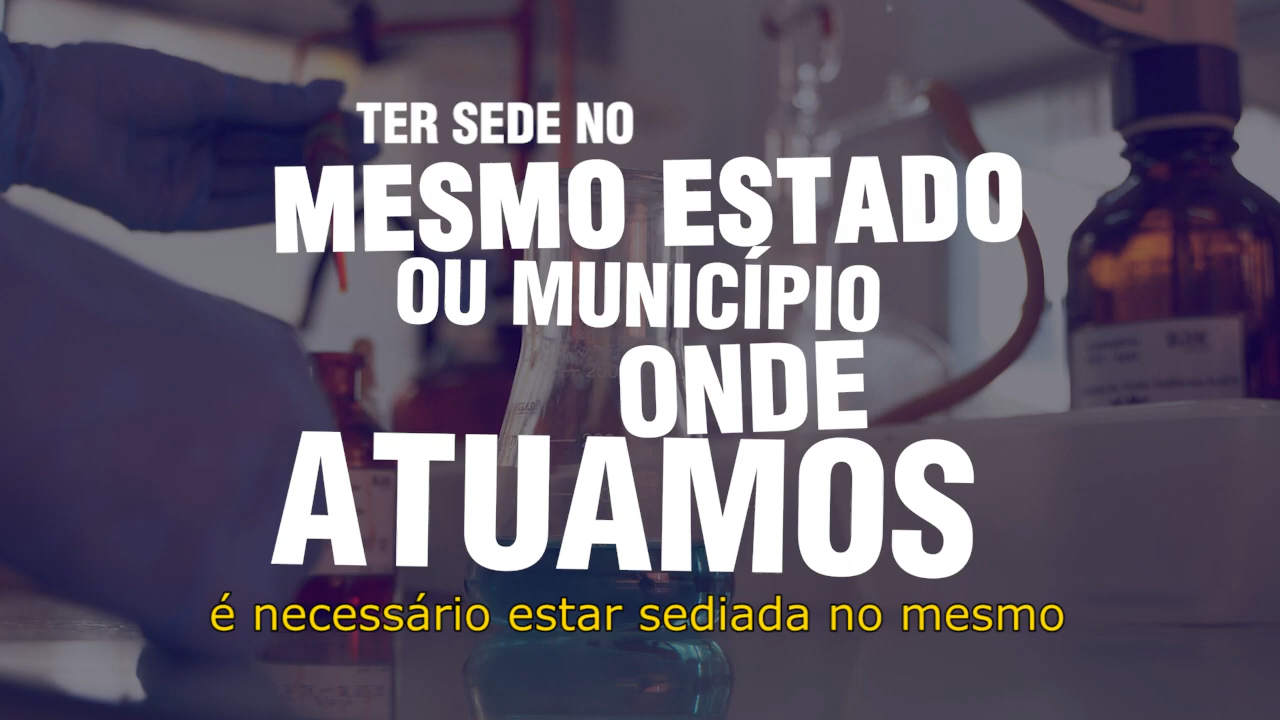 TER SEDE NO
MESMO ESTADO
OU MUNICÍPIO
ONDE
ATUAMOS
é necessário estar sediada no mesmo